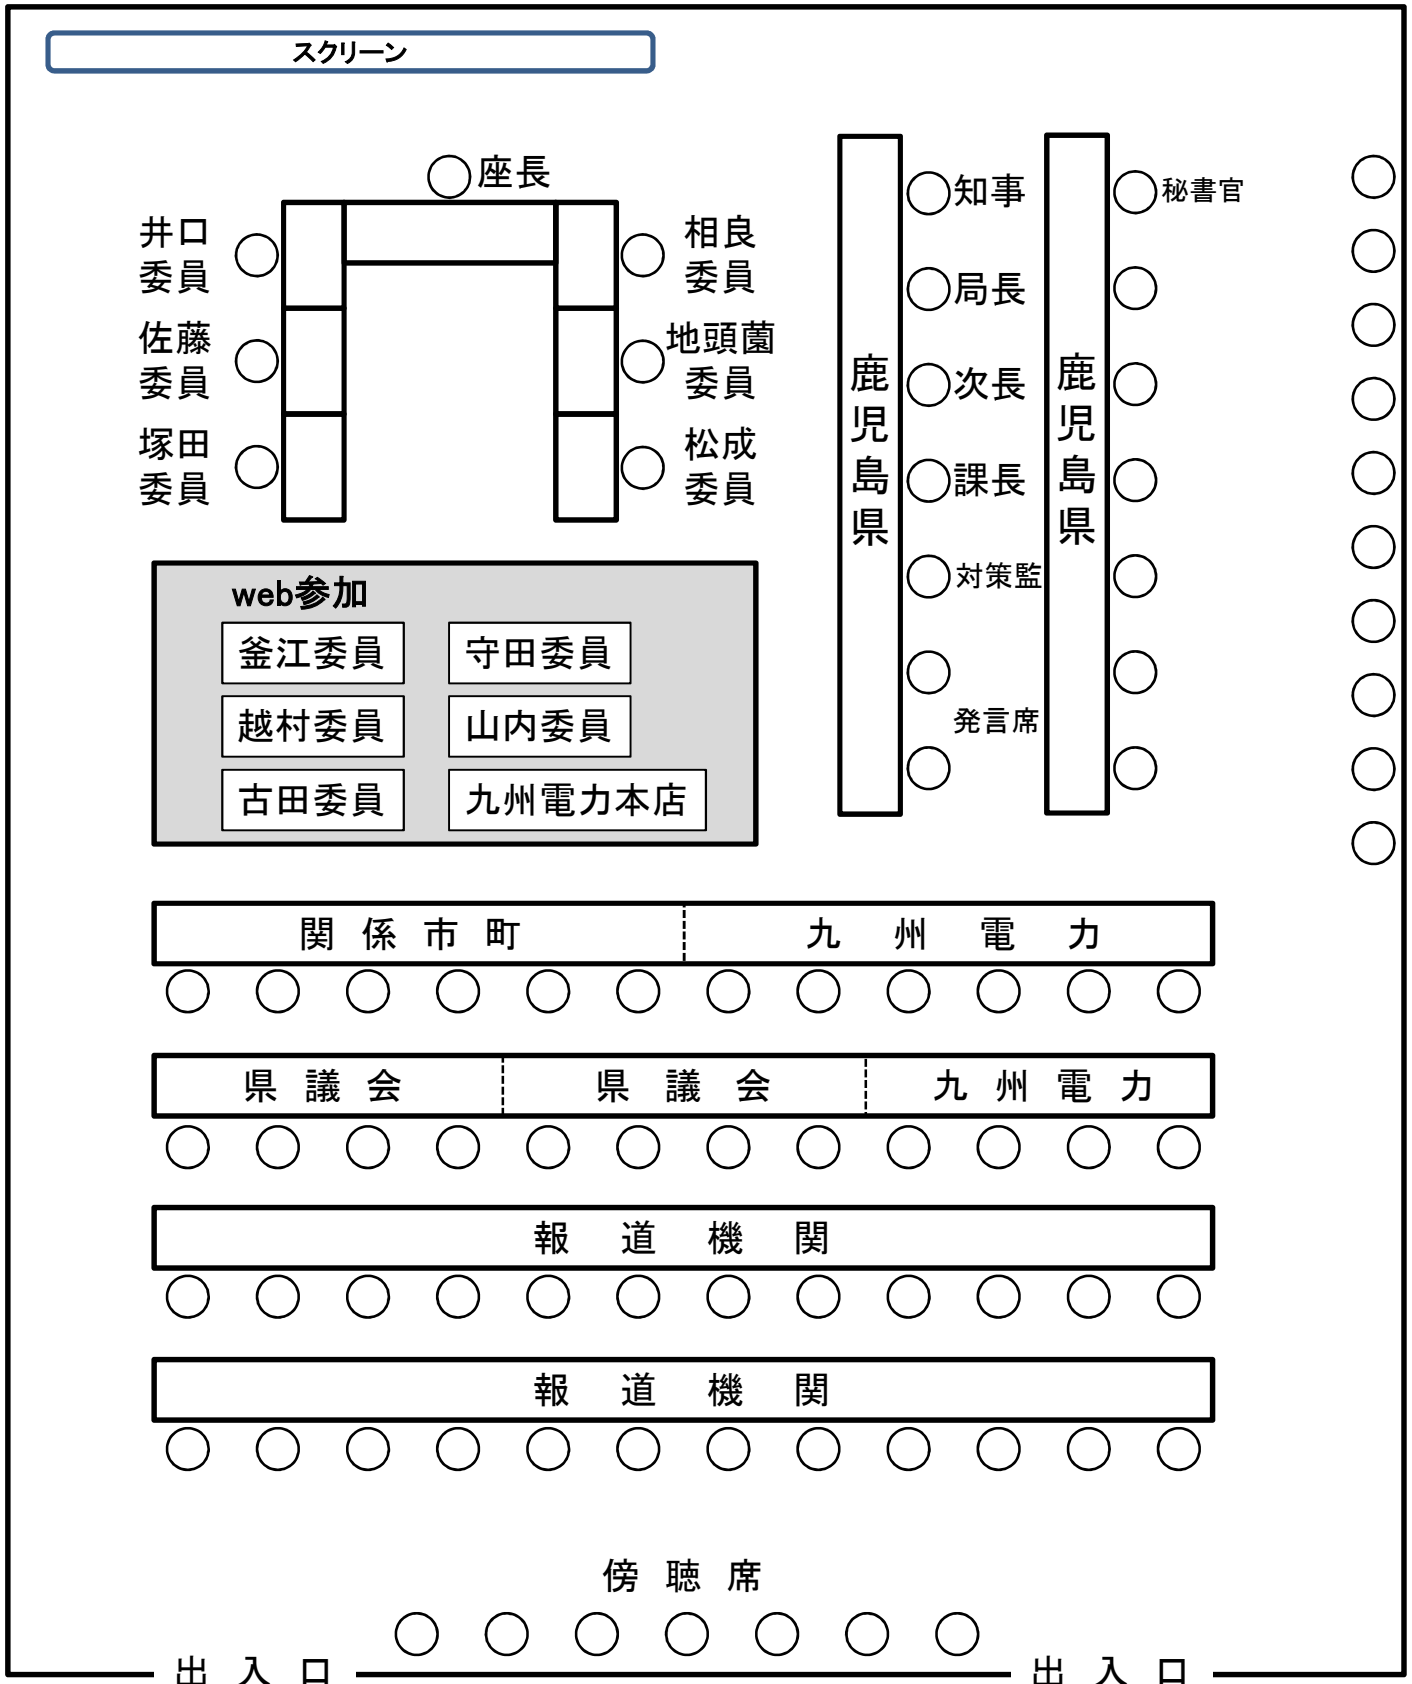 スクリーン
座長
井口
委員
佐藤
委員
塚田
委員
相良
委員
地頭薗
委員
松成
委員
鹿児島県
知事
局長
次長
課長
対策監
発言席
鹿児島県
秘書官
web参加
釜江委員
守田委員
越村委員
山内委員
古田委員
九州電力本店
関係市町
九州電力
県議会
県議会
九州電力
報道機関
報道機関
傍聴席
出入口
出入口